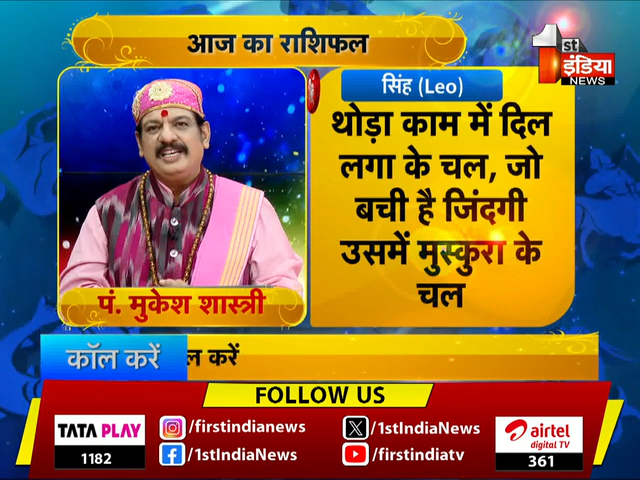 आज का राशिफल
1st
इंडिया
NEWS
सिंह (Leo)
थोड़ा काम में दिल
लगा के चल, जो
बची है जिंदगी
उसमें मुस्कुरा के
चल
पं. मुकेश शास्त्री
कॉल करें
ल करें
FOLLOW US
TATA PLAY
1182
/firstindianews
/1stIndiaNews
/1stIndiaNews
/firstindiatv
airtel
digital TV
361